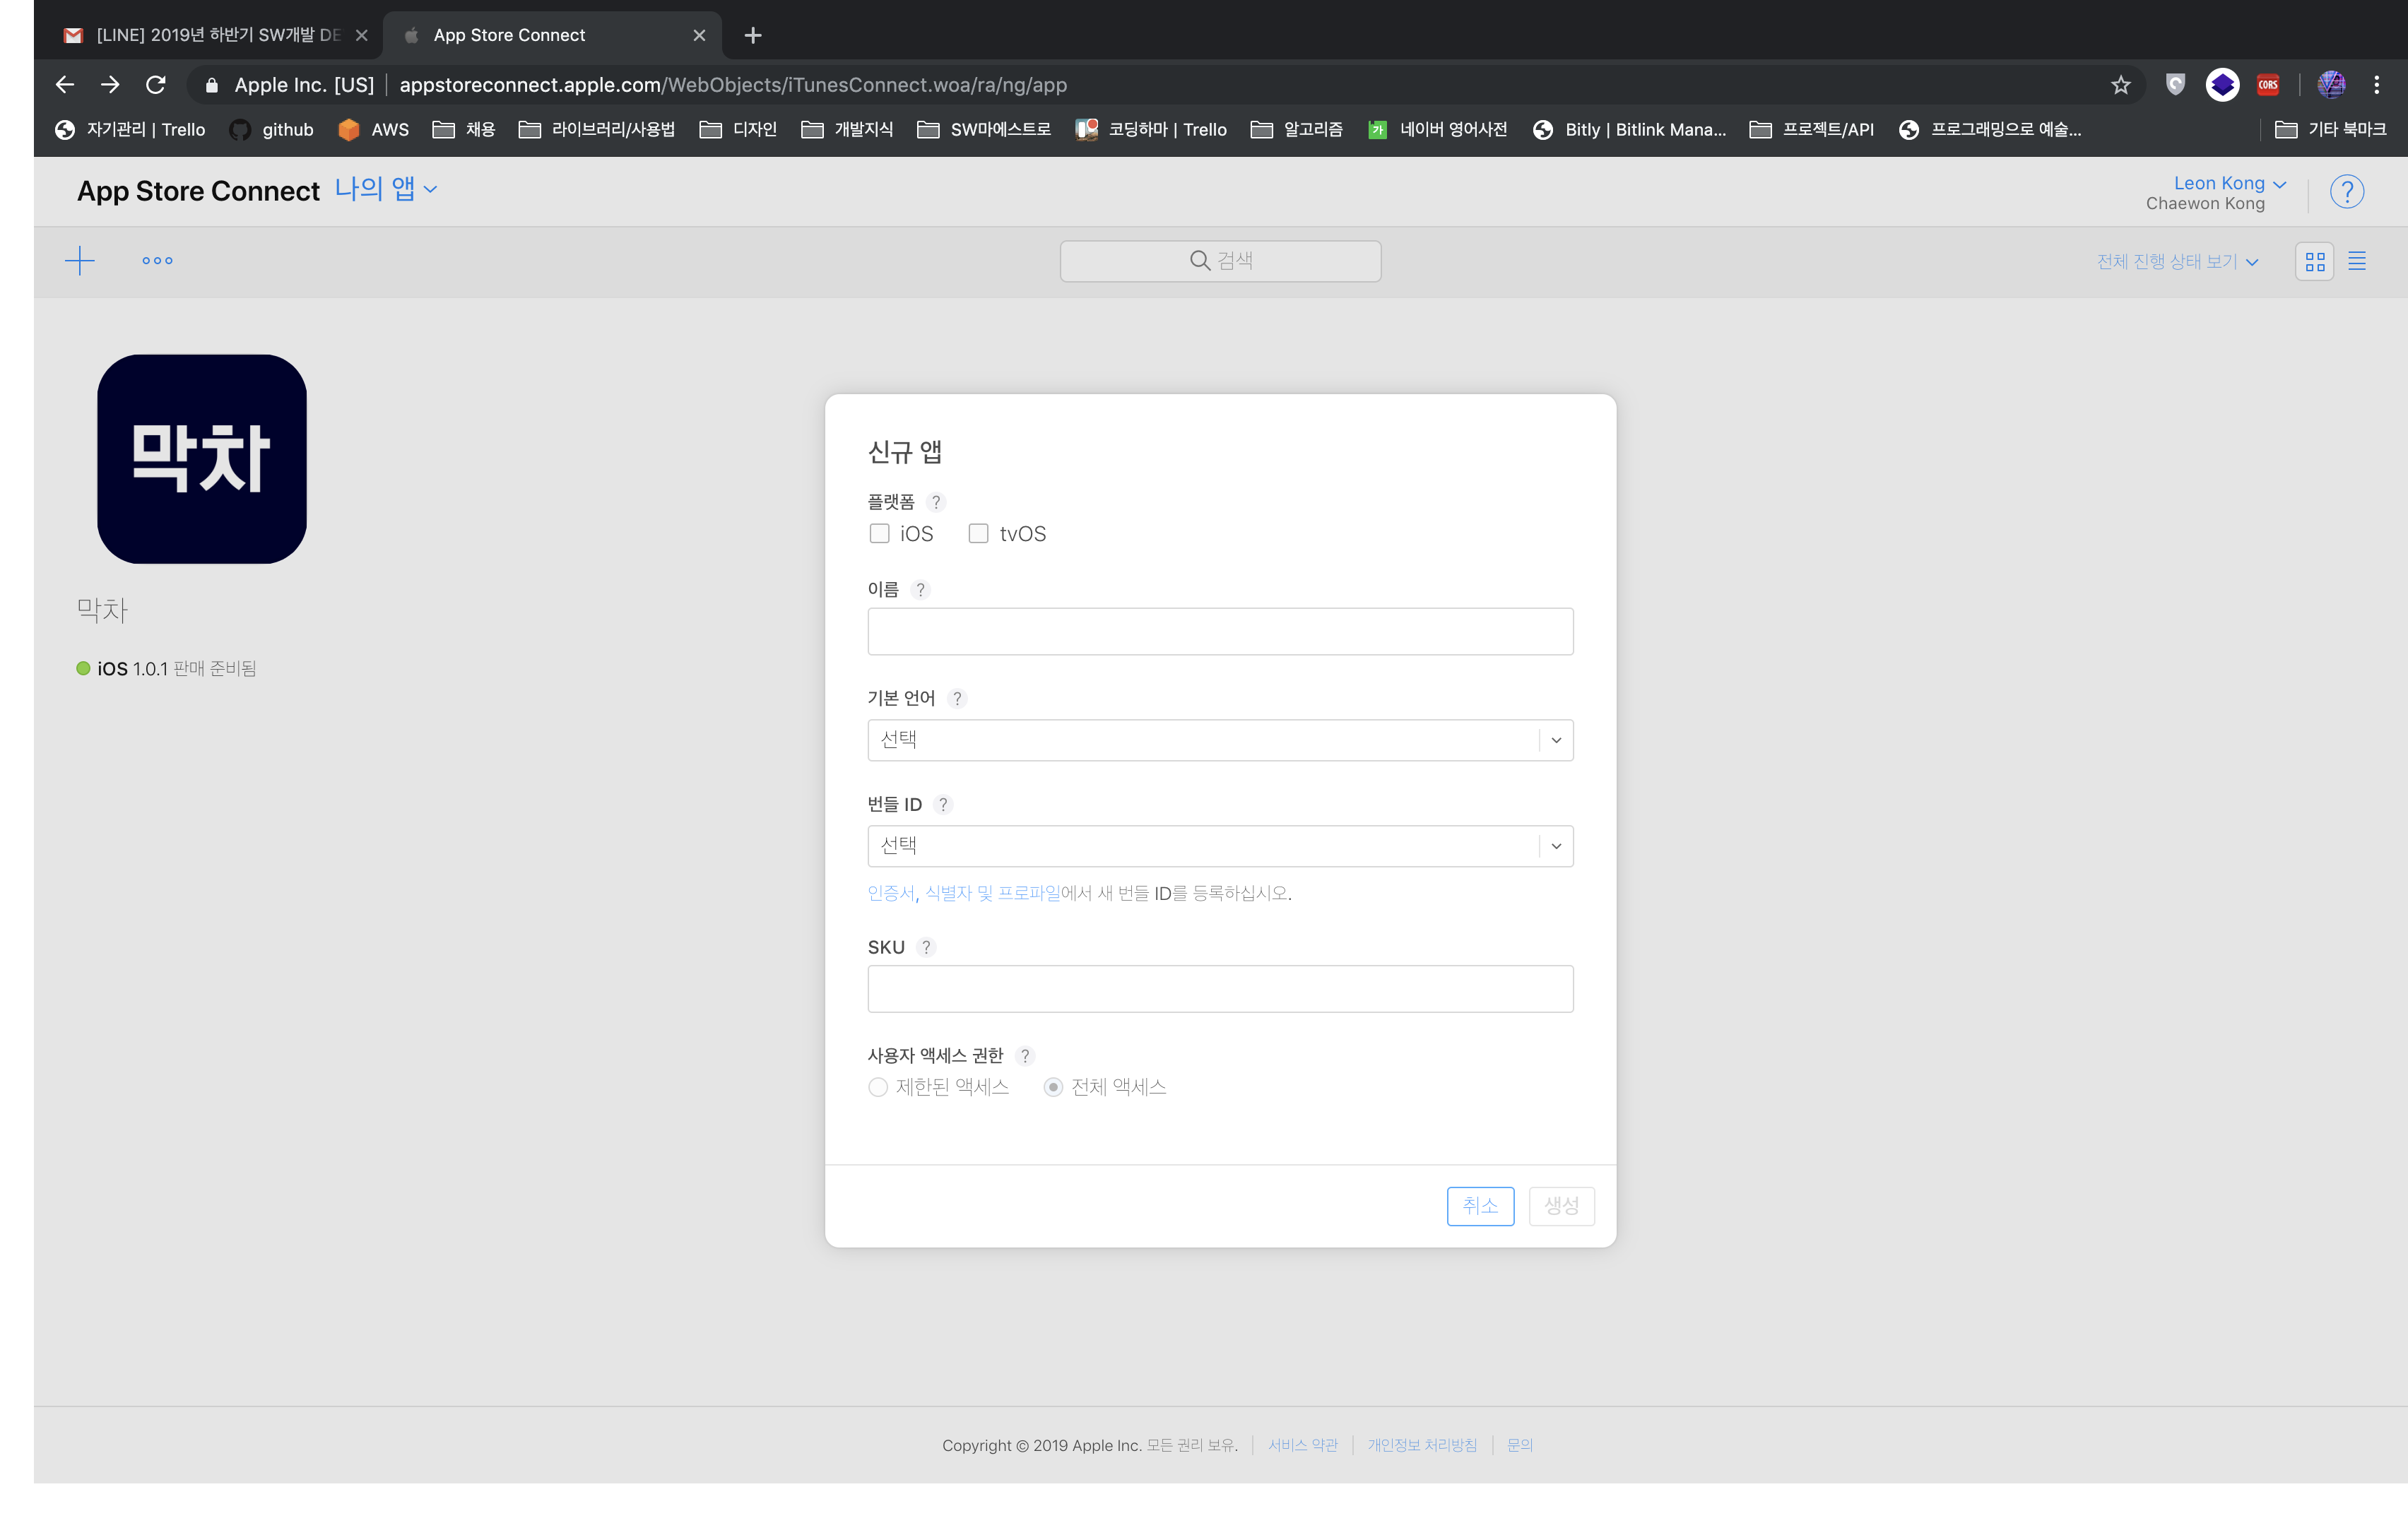 [LINE] 2019년 하반기 SW개발 DE
App Store Connect
Apple Inc. [US] appstoreconnect.apple.com/WebObjects/iTunesConnect.woa/ra/ng/app
CORS
자기관리 | Trello github AWS 채용 라이브러리/사용법 디자인 개발지식 SW마에스트로 코딩하마 | Trello 알고리즘 네이버 영어사전 Bitly | Bitlink Mana... 프로젝트/API 프로그래밍으로 예술... 기타 북마크
App Store Connect 나의 앱
Leon Kong
Chaewon Kong
?
검색
전체 진행 상태 보기
막차
막차
iOS 1.0.1 판매 준비됨
신규 앱
플랫폼 ?
iOS tvOS
이름 ?
기본 언어 ?
선택
번들 ID ?
선택
인증서, 식별자 및 프로파일에서 새 번들 ID를 등록하십시오.
SKU ?
사용자 액세스 권한 ?
제한된 액세스 전체 액세스
취소 생성
Copyright © 2019 Apple Inc. 모든 권리 보유. 서비스 약관 개인정보 처리방침 문의